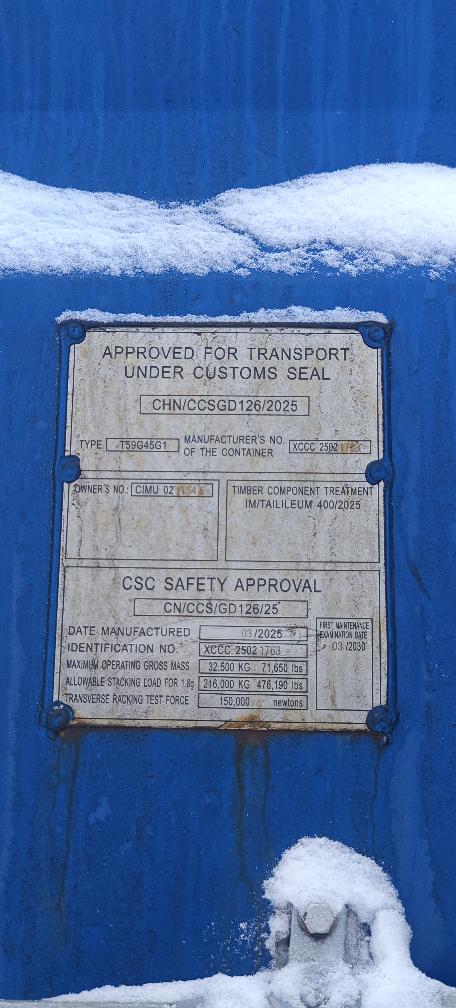 APPROVED FOR TRANSPORT
UNDER CUSTOMS SEAL
CHN/CCSGD126/2025
TYPE T59G45G1 MANUFACTURER'S NO. OF THE CONTAINER XCCC 2502
OWNER'S NO.: CIMU 02
TIMBER COMPONENT TREATMENT
IM/TAILILEUM 400/2025
CSC SAFETY APPROVAL
CN/CCS/GD126/25
DATE MANUFACTURED 03/2025
IDENTIFICATION NO. XCCC 2502 1763
MAXIMUM OPERATING GROSS MASS 32.500 KG 71,650 lbs
ALLOWABLE STACKING LOAD FOR 1.8g 216,000 KG 476,190 lbs
TRANSVERSE RACKING TEST FORCE 150,000 newtons
FIRST MAINTENANCE
EXAMINATION DATE
03/2030